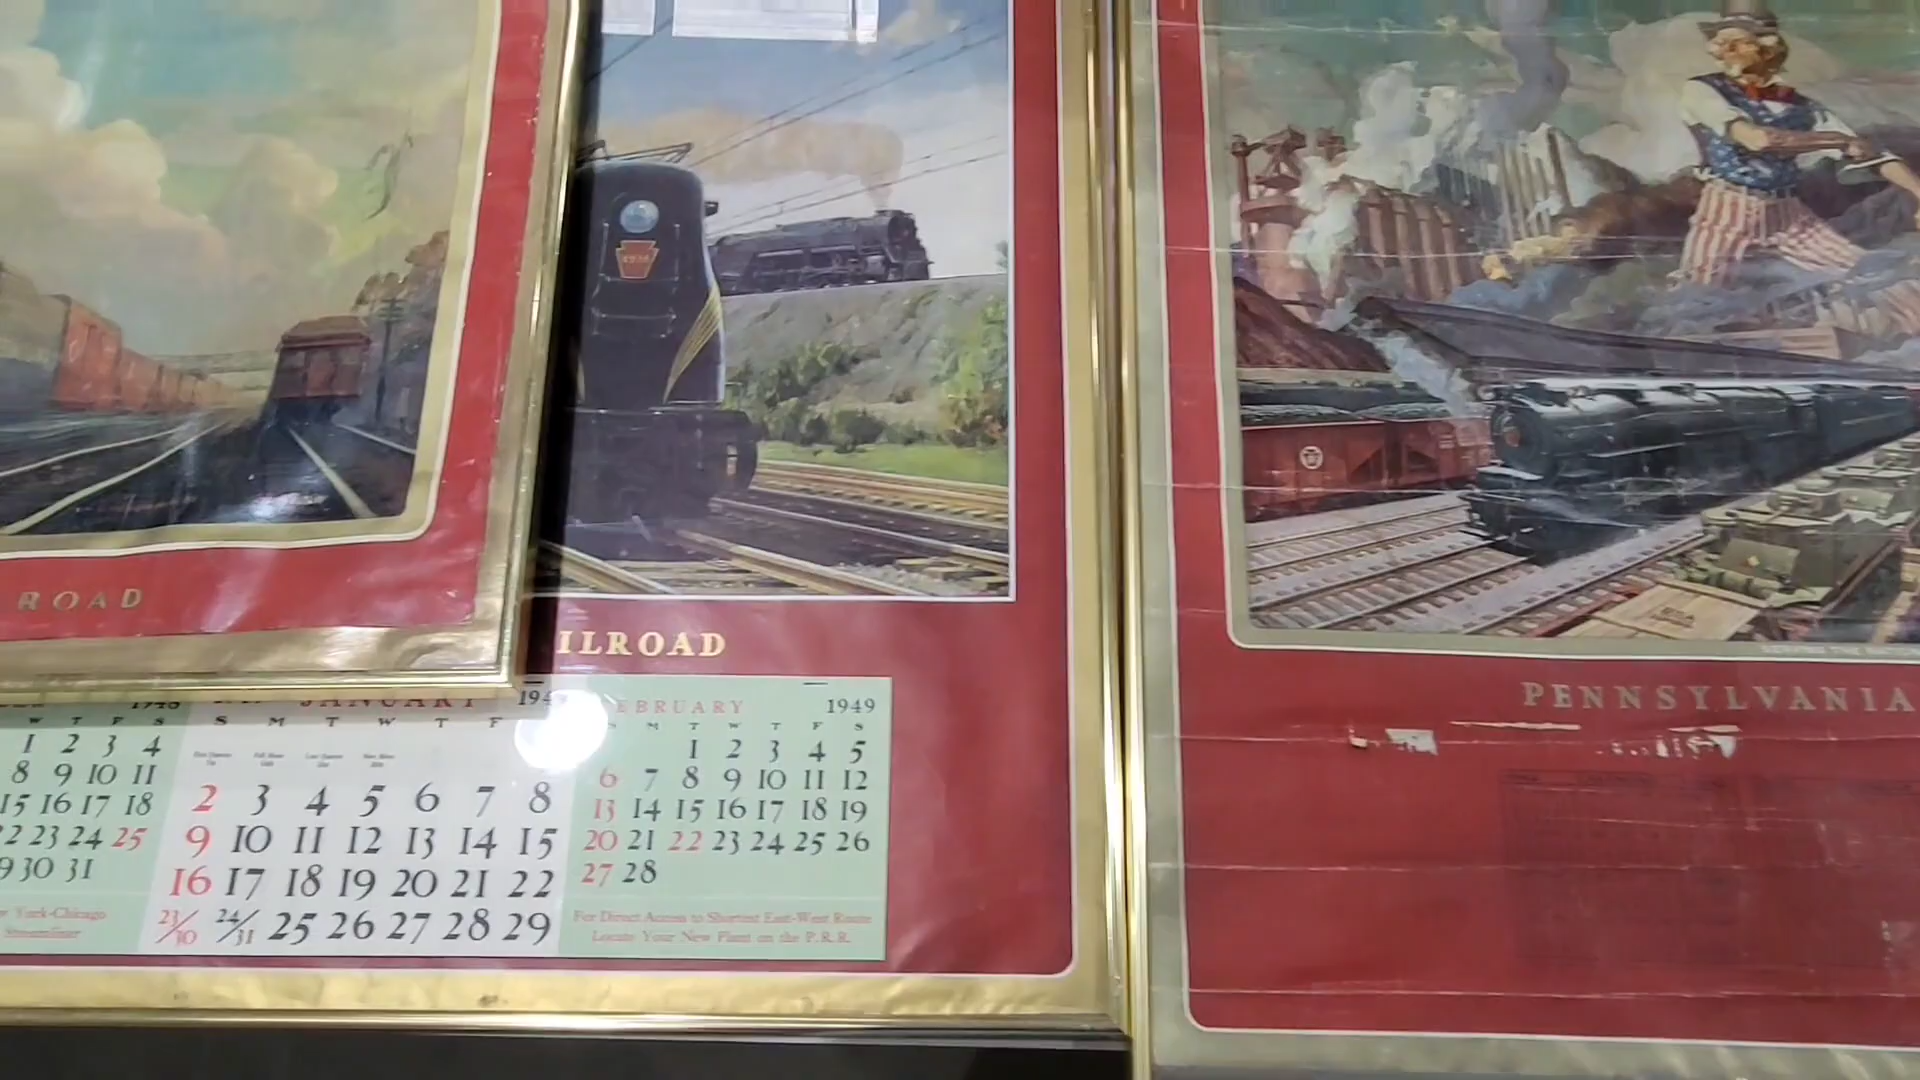 ROAD
ILROAD
PENNSYLVANIA
1948
W T F S
1 2 3 4
8 9 10 11
15 16 17 18
22 23 24 25
30 31
York-Chicago
Streamliner
JANUARY 194
S M T W T F
2 3 4 5 6 7 8
9 10 11 12 13 14 15
16 17 18 19 20 21 22
23/30 24/31 25 26 27 28 29
EBRUARY 1949
M T W T F S
1 2 3 4 5
6 7 8 9 10 11 12
13 14 15 16 17 18 19
20 21 22 23 24 25 26
27 28
For Direct Access to Shortest East-West Route
Locate Your New Plant on the P.R.R.